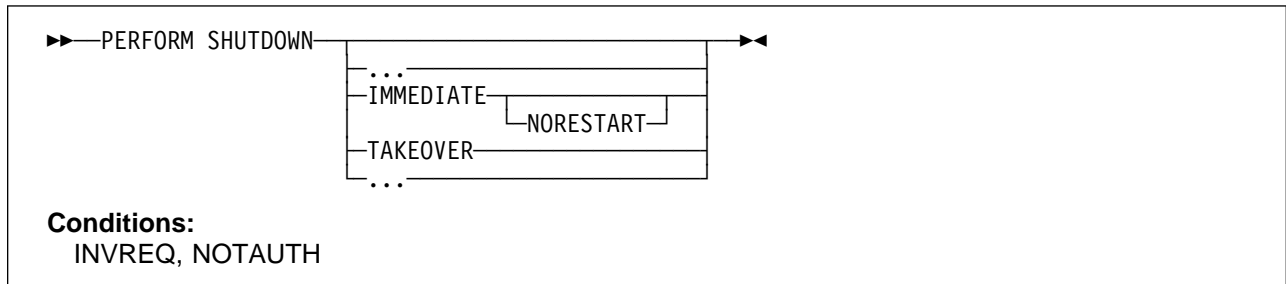 ►►──PERFORM SHUTDOWN──►◄
...
IMMEDIATE
NORESTART
TAKEOVER
...
Conditions:
INVREQ, NOTAUTH